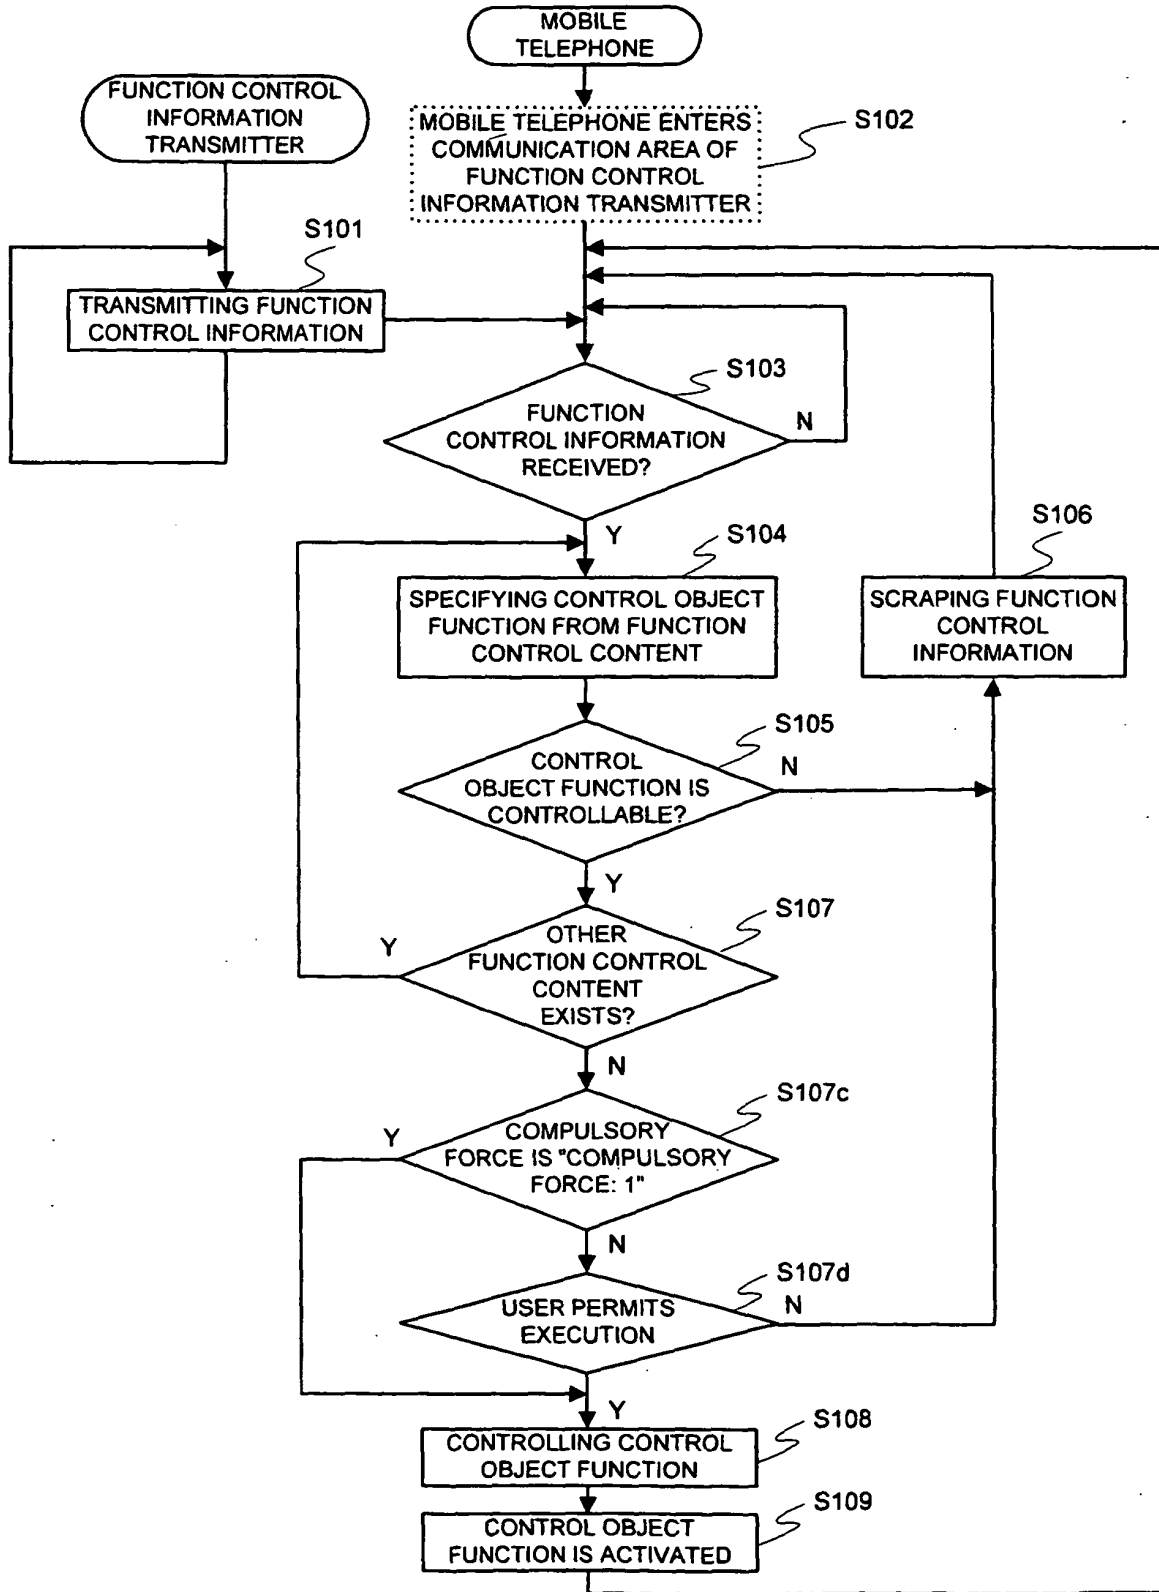 MOBILE
TELEPHONE
FUNCTION CONTROL
INFORMATION
TRANSMITTER
MOBILE TELEPHONE ENTERS
COMMUNICATION AREA OF
FUNCTION CONTROL
INFORMATION TRANSMITTER
S102
S101
TRANSMITTING FUNCTION
CONTROL INFORMATION
S103
FUNCTION
CONTROL INFORMATION
RECEIVED?
N
Y
S104
SPECIFYING CONTROL OBJECT
FUNCTION FROM FUNCTION
CONTROL CONTENT
S106
SCRAPING FUNCTION
CONTROL
INFORMATION
S105
CONTROL
OBJECT FUNCTION IS
CONTROLLABLE?
N
Y
S107
OTHER
FUNCTION CONTROL
CONTENT
EXISTS?
Y
N
S107c
COMPULSORY
FORCE IS "COMPULSORY
FORCE: 1"
Y
N
S107d
USER PERMITS
EXECUTION
N
Y
S108
CONTROLLING CONTROL
OBJECT FUNCTION
S109
CONTROL OBJECT
FUNCTION IS ACTIVATED